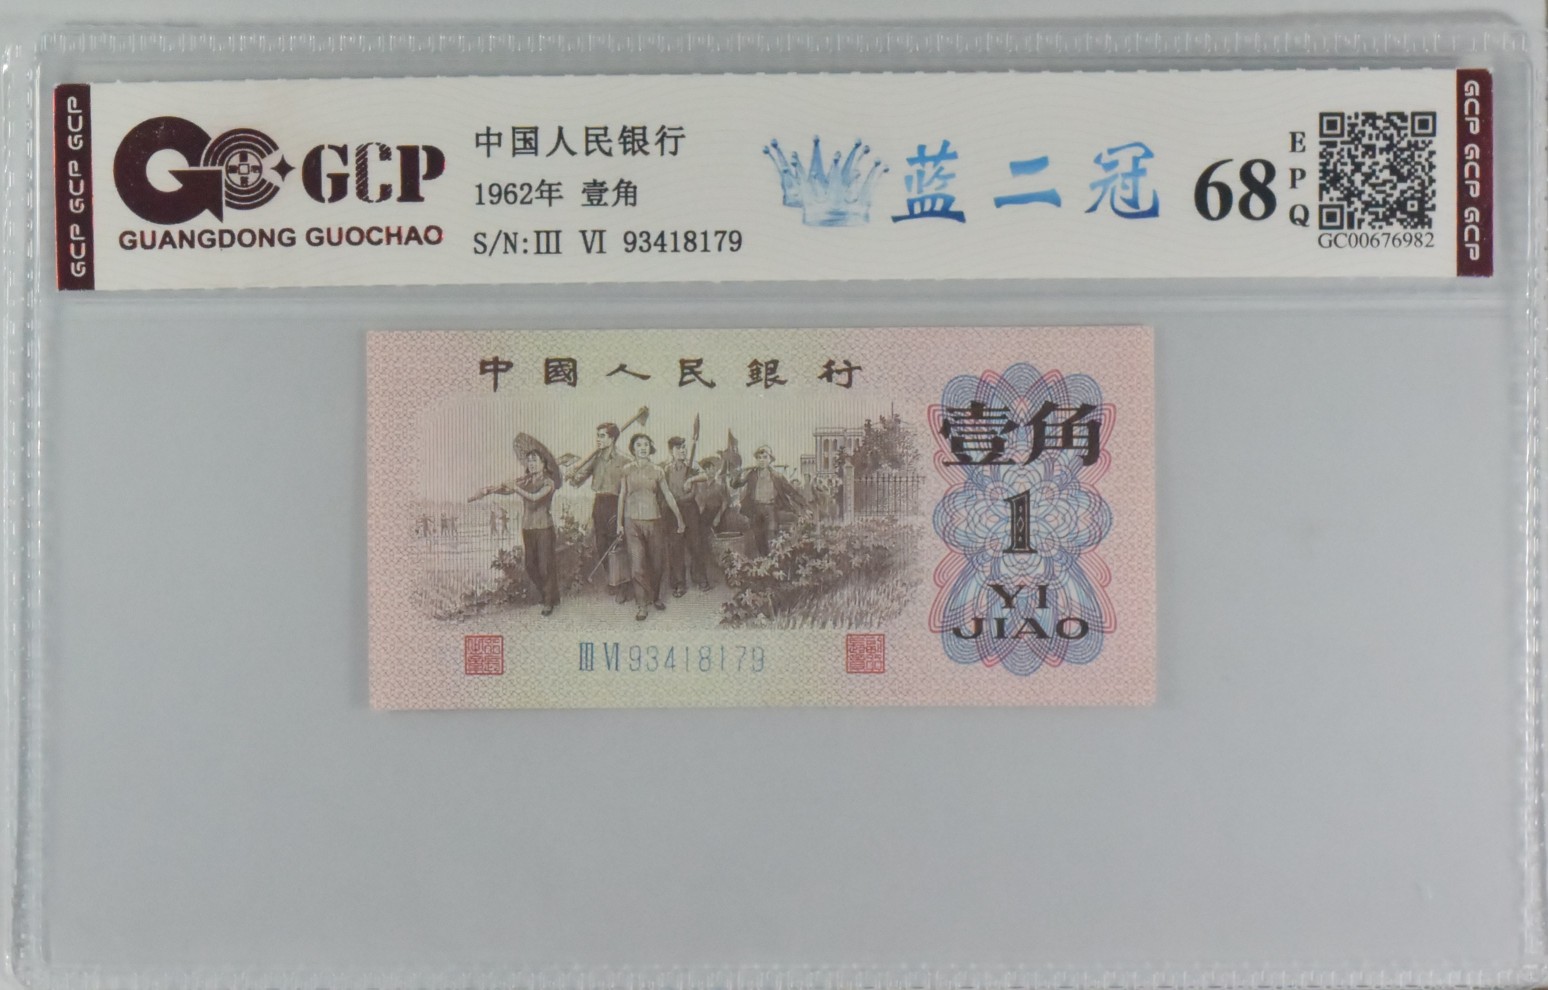 GCP GCP GCP
GCP
GUANGDONG GUOCHAO
中国人民银行
1962年 壹角
S/N:Ⅲ Ⅵ 93418179
蓝二冠
68
EPQ
GC00676982
GCP GCP GCP
中國人民銀行
壹角
1
YI
JIAO
Ⅲ Ⅵ 93418179